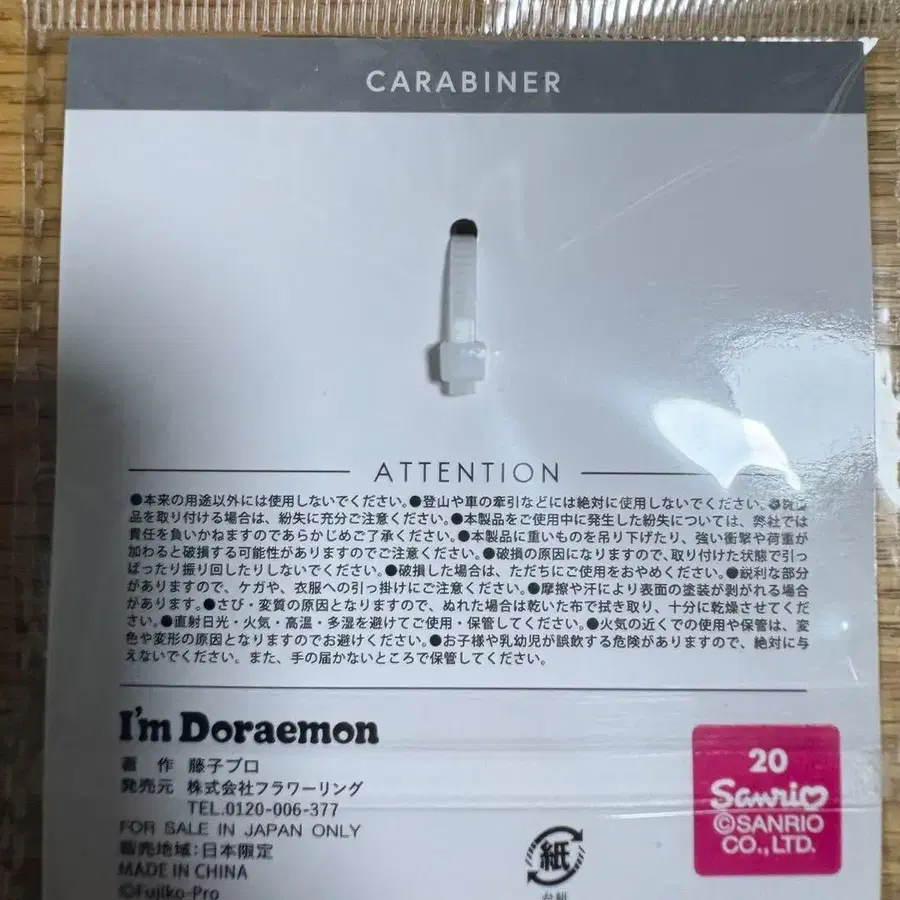 CARABINER
ATTENTION
●本来の用途以外には使用しないでください。●登山や車の牽引などには絶対に使用しないでください。
品を取り付ける場合は、紛失に充分ご注意ください。●本製品をご使用中に発生した紛失については、弊社では
責任を負いかねますのであらかじめご了承ください。●本製品に重いものを吊り下げたり、強い衝撃や荷重が
加わると破損する可能性がありますのでご注意ください。●破損の原因になりますので、取り付けた状態で引っ
ぱったり振り回したりしないでください。●破損した場合は、ただちにご使用をおやめください。●鋭利な部分
がありますので、ケガや、衣服への引っ掛けにご注意ください。●摩擦や汗により表面の塗装が剥がれる場合
があります。●さび・変質の原因となりますので、ぬれた場合は乾いた布で拭き取り、十分に乾燥させてくだ
さい。●直射日光・火気・高温・多湿を避けてご使用・保管してください。●火気の近くでの使用や保管は、変
色や変形の原因となりますのでお避けください。●お子様や乳幼児が誤飲する危険がありますので、絶対に与
えないでください。また、手の届かないところで保管してください。
I'm Doraemon
著 作 藤子プロ
発売元 株式会社フラワーリング
TEL.0120-006-377
FOR SALE IN JAPAN ONLY
販売地域:日本限定
MADE IN CHINA
©Fujiko-Pro
紙
台紙
20
Sanrio
©SANRIO
CO.,LTD.